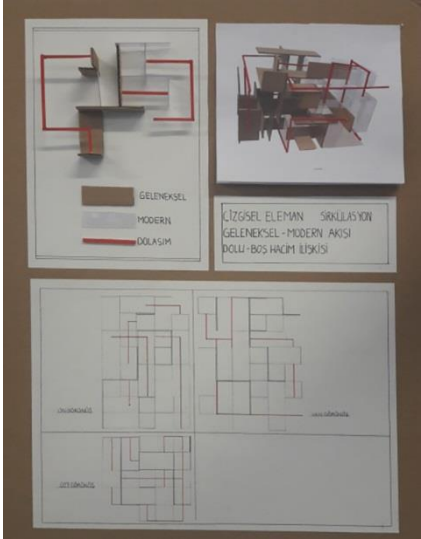 GELENEKSEL
MODERN
DOLAŞIM
ÇİZGİSEL ELEMAN SİRKÜLASYON
GELENEKSEL-MODERN AKIŞI
DOLU-BOŞ HACİM İLİŞKİSİ